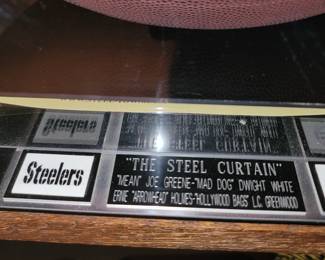 Steelers
"THE STEEL CURTAIN"
"MEAN" JOE GREENE-"MAD DOG" DWIGHT WHITE
ERNIE "ARROWHEAD" HOLMES-"HOLLYWOOD BAGS" L.C. GREENWOOD